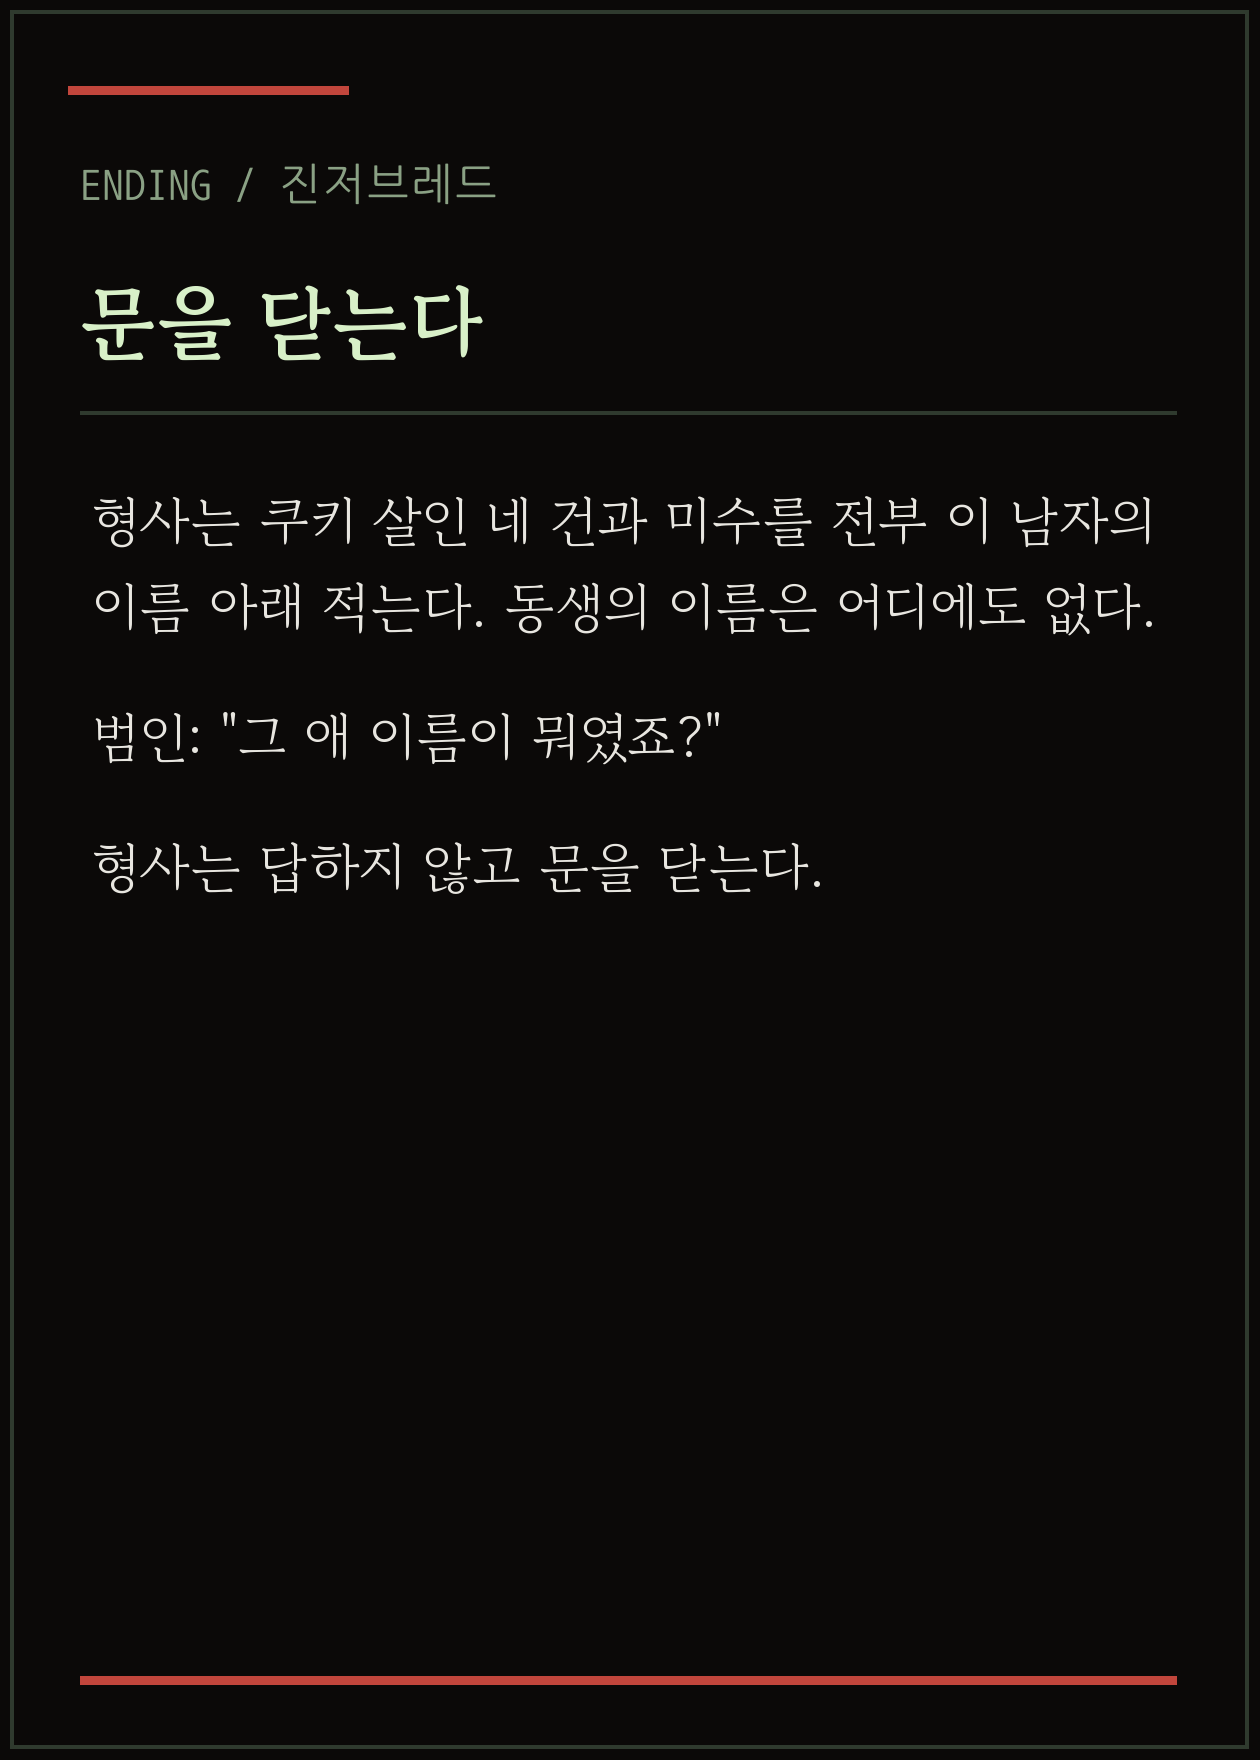 ENDING / 진저브레드
문을 닫는다
형사는 쿠키 살인 네 건과 미수를 전부 이 남자의
이름 아래 적는다. 동생의 이름은 어디에도 없다.
범인: "그 애 이름이 뭐였죠?"
형사는 답하지 않고 문을 닫는다.